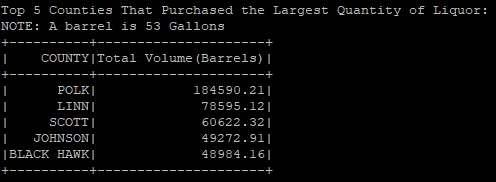 Top 5 Counties That Purchased the Largest Quantity of Liquor:
NOTE: A barrel is 53 Gallons
+----------+---------------------+
|    COUNTY|Total Volume(Barrels)|
+----------+---------------------+
|      POLK|            184590.21|
|      LINN|             78595.12|
|     SCOTT|             60622.32|
|   JOHNSON|             49272.91|
|BLACK HAWK|             48984.16|
+----------+---------------------+